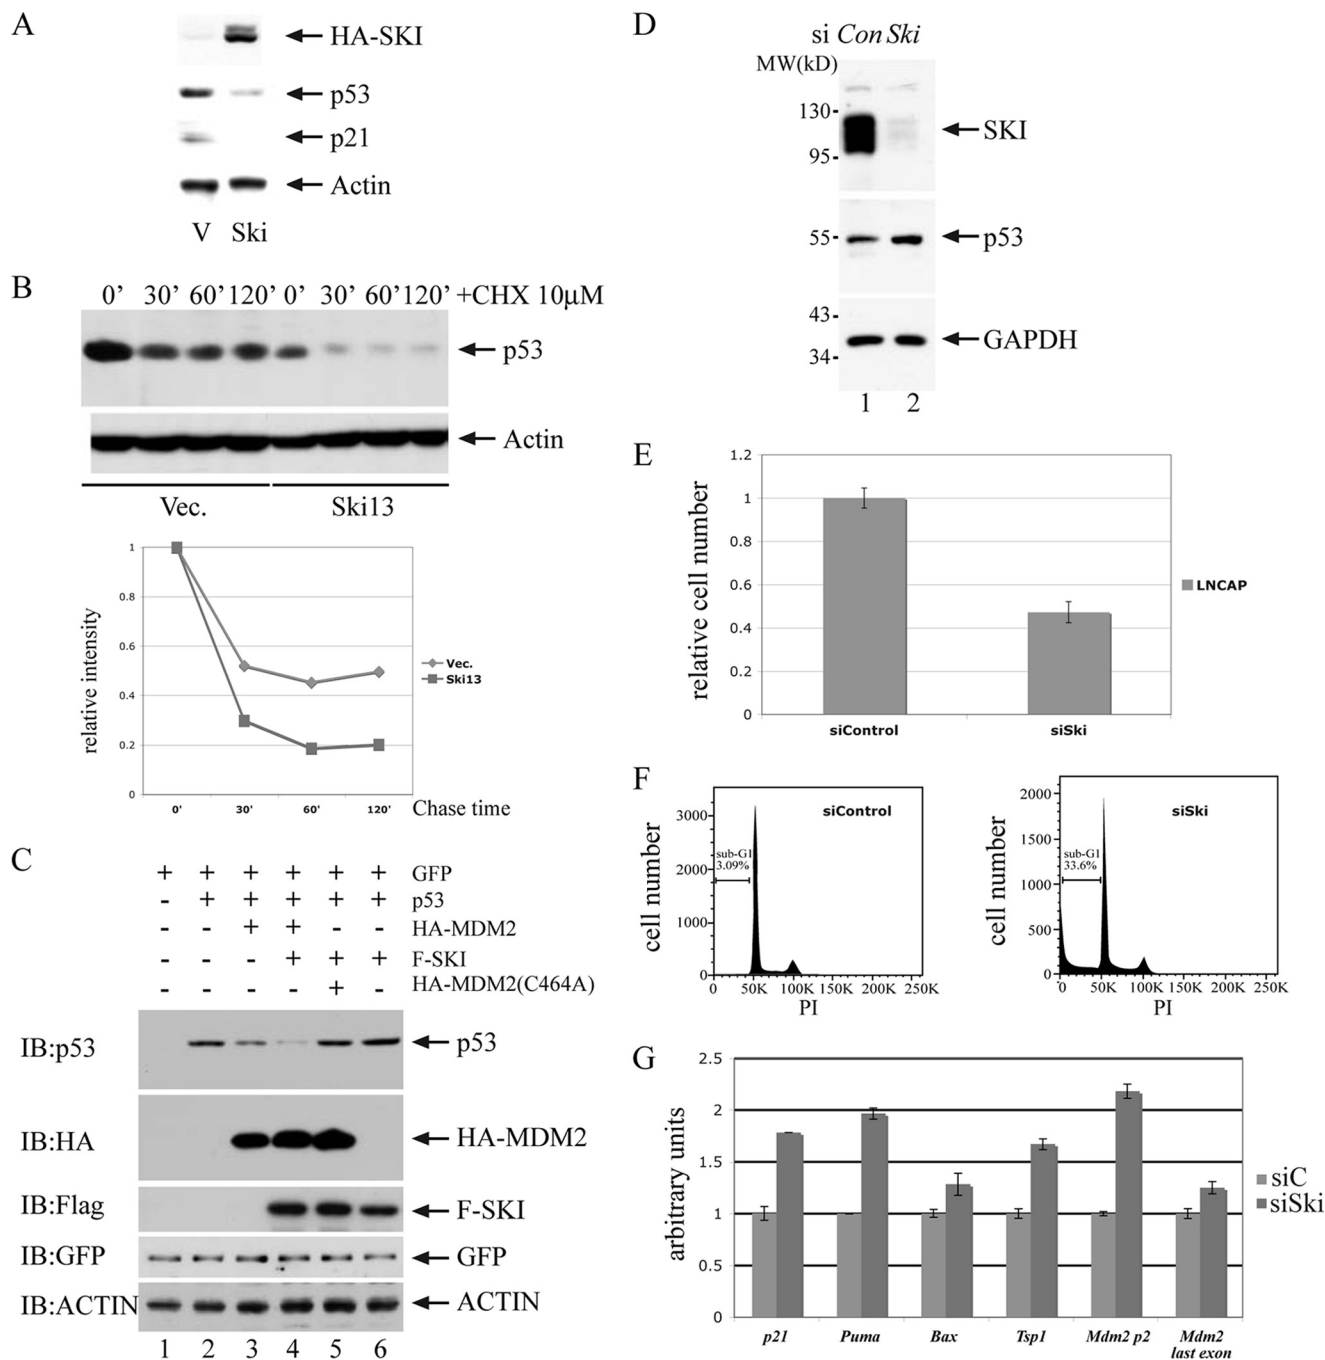 A
HA-SKI
p53
p21
Actin
V Ski
B
0’ 30’ 60’ 120’ 0’ 30’ 60’ 120’ +CHX 10μM
p53
Actin
Vec. Ski13
relative intensity
1
0.8
0.6
0.4
0.2
0
0' 30' 60' 120' Chase time
Vec.
Ski13
C
+ + + + + + GFP
- + + + + + p53
- - + + - - HA-MDM2
- - - + + + F-SKI
- - - - + - HA-MDM2(C464A)
IB:p53 p53
IB:HA HA-MDM2
IB:Flag F-SKI
IB:GFP GFP
IB:ACTIN ACTIN
1 2 3 4 5 6
D
si Con Ski
MW(kD)
130-
95-
SKI
55-
p53
43-
34-
GAPDH
1 2
E
relative cell number
1.2
1
0.8
0.6
0.4
0.2
0
siControl siSki
LNCAP
F
cell number
siControl
3000
2000
1000
0
sub-G1
3.09%
0 50K 100K 150K 200K 250K
PI
cell number
siSki
2000
1500
1000
500
0
sub-G1
33.6%
0 50K 100K 150K 200K 250K
PI
G
arbitrary units
2.5
2
1.5
1
0.5
0
p21 Puma Bax Tsp1 Mdm2 p2 Mdm2
last exon
siC
siSki